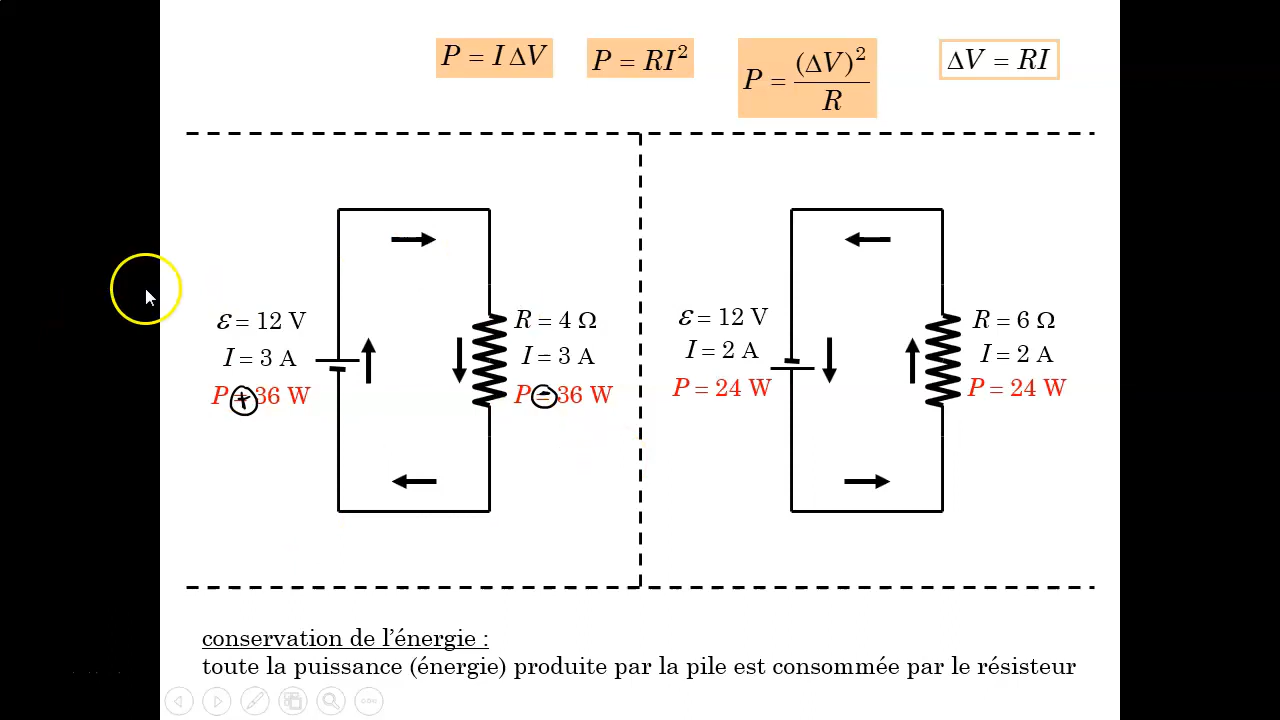 P = I ΔV
P = RI²
P = (ΔV)² / R
ΔV = RI
ℰ = 12 V
I = 3 A
P = 36 W
+
R = 4 Ω
I = 3 A
P = 36 W
-
ℰ = 12 V
I = 2 A
P = 24 W
R = 6 Ω
I = 2 A
P = 24 W
conservation de l’énergie :
toute la puissance (énergie) produite par la pile est consommée par le résisteur